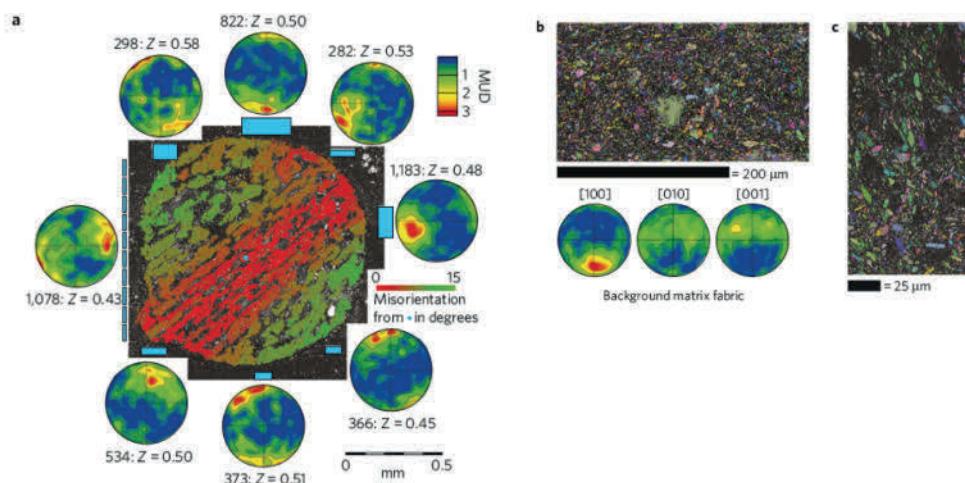 a
822: Z = 0.50
298: Z = 0.58
282: Z = 0.53
1
2
3
MUD
1,183: Z = 0.48
0 15
Misorientation
from • in degrees
1,078: Z = 0.43
366: Z = 0.45
534: Z = 0.50
373: Z = 0.51
0 0.5
mm
b
= 200 µm
[100] [010] [001]
Background matrix fabric
c
= 25 µm